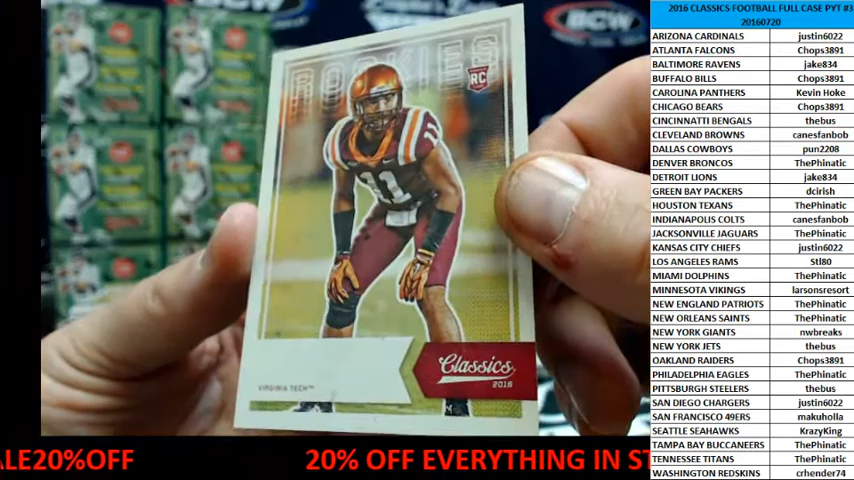 2016 CLASSICS FOOTBALL FULL CASE PYT #3
20160720
ARIZONA CARDINALS justin6022
ATLANTA FALCONS Chops3891
BALTIMORE RAVENS jake834
BUFFALO BILLS Chops3891
CAROLINA PANTHERS Kevin Hoke
CHICAGO BEARS Chops3891
CINCINNATI BENGALS thebus
CLEVELAND BROWNS canesfanbob
DALLAS COWBOYS pun2208
DENVER BRONCOS ThePhinatic
DETROIT LIONS jake834
GREEN BAY PACKERS dcirish
HOUSTON TEXANS ThePhinatic
INDIANAPOLIS COLTS canesfanbob
JACKSONVILLE JAGUARS ThePhinatic
KANSAS CITY CHIEFS justin6022
LOS ANGELES RAMS Stl80
MIAMI DOLPHINS ThePhinatic
MINNESOTA VIKINGS larsonsresort
NEW ENGLAND PATRIOTS ThePhinatic
NEW ORLEANS SAINTS ThePhinatic
NEW YORK GIANTS nwbreaks
NEW YORK JETS thebus
OAKLAND RAIDERS Chops3891
PHILADELPHIA EAGLES ThePhinatic
PITTSBURGH STEELERS thebus
SAN DIEGO CHARGERS justin6022
SAN FRANCISCO 49ERS makuholla
SEATTLE SEAHAWKS KrazyKing
TAMPA BAY BUCCANEERS ThePhinatic
TENNESSEE TITANS ThePhinatic
WASHINGTON REDSKINS crhender74
BCW
ROOKIES
RC
11
11
VIRGINIA TECH™
Classics
2016
ALE20%OFF 20% OFF EVERYTHING IN ST